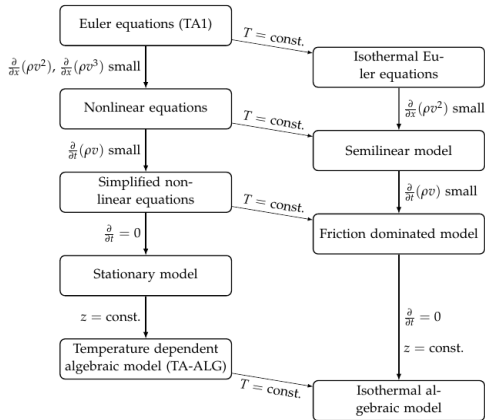 Euler equations (TA1)
T = const.
∂/∂x(ρv²), ∂/∂x(ρv³) small
Isothermal Eu-
ler equations
∂/∂x(ρv²) small
Nonlinear equations
T = const.
∂/∂t(ρv) small
Semilinear model
Simplified non-
linear equations
∂/∂t(ρv) small
T = const.
∂/∂t = 0
Friction dominated model
Stationary model
z = const.
∂/∂t = 0
z = const.
Temperature dependent
algebraic model (TA-ALG)
T = const.
Isothermal al-
gebraic model